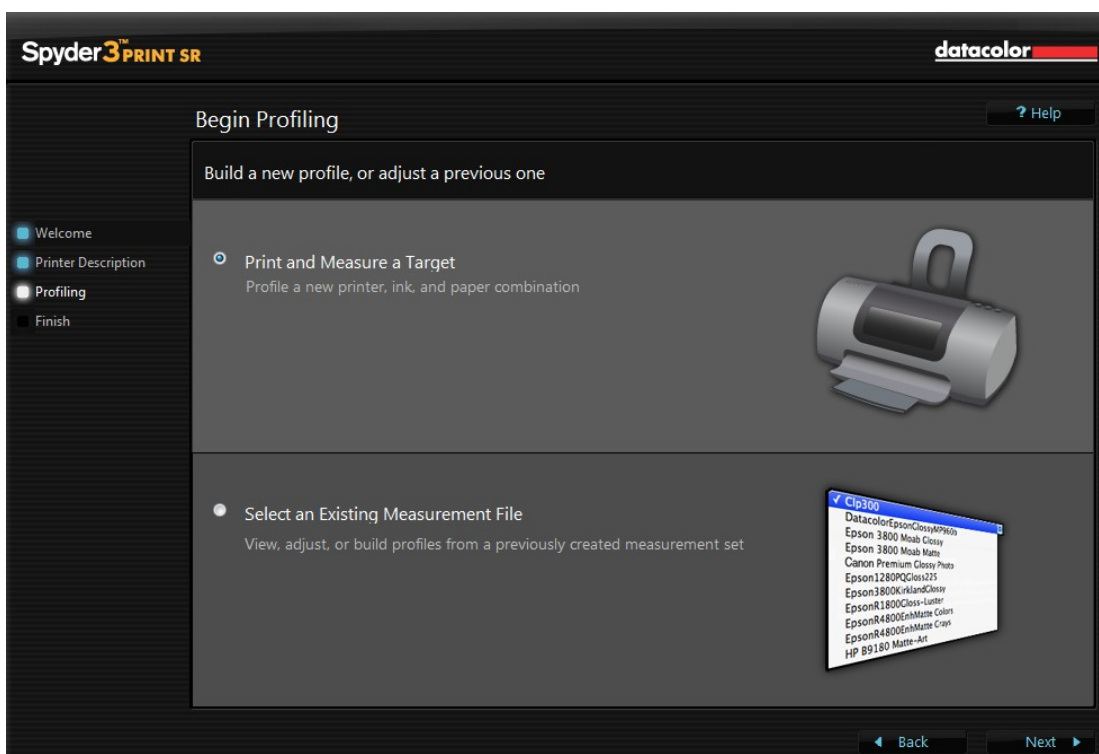 Spyder3™PRINT SR
datacolor
Begin Profiling
? Help
Build a new profile, or adjust a previous one
Welcome
Printer Description
Profiling
Finish
Print and Measure a Target
Profile a new printer, ink, and paper combination
Select an Existing Measurement File
View, adjust, or build profiles from a previously created measurement set
✓ Clp300
DatacolorEpsonGlossyMP960b
Epson 3800 Moab Glossy
Epson 3800 Moab Matte
Canon Premium Glossy Photo
Epson1280PQGloss225
Epson3800KirklandGlossy
EpsonR1800Gloss-Luster
EpsonR4800EnhMatte Colors
EpsonR4800EnhMatte Grays
HP B9180 Matte-Art
Back
Next